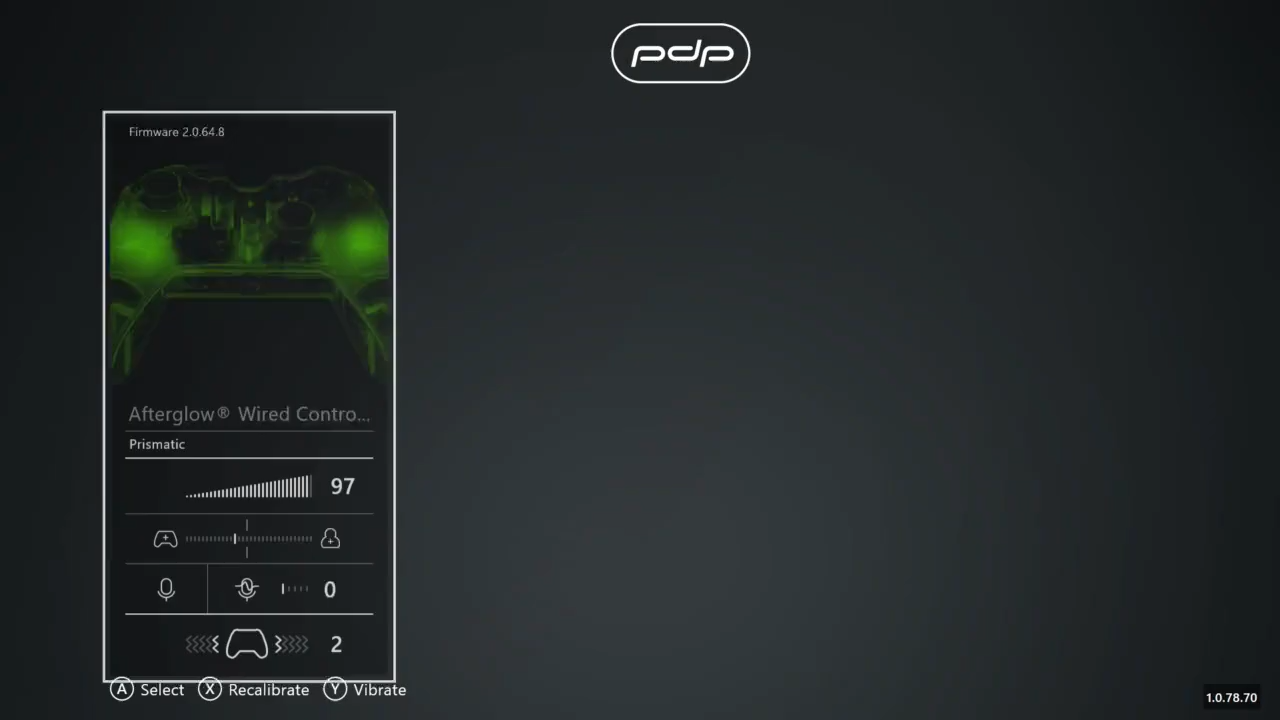 pdp
Firmware 2.0.64.8
Afterglow® Wired Contro...
Prismatic
97
0
2
A Select X Recalibrate Y Vibrate
1.0.78.70